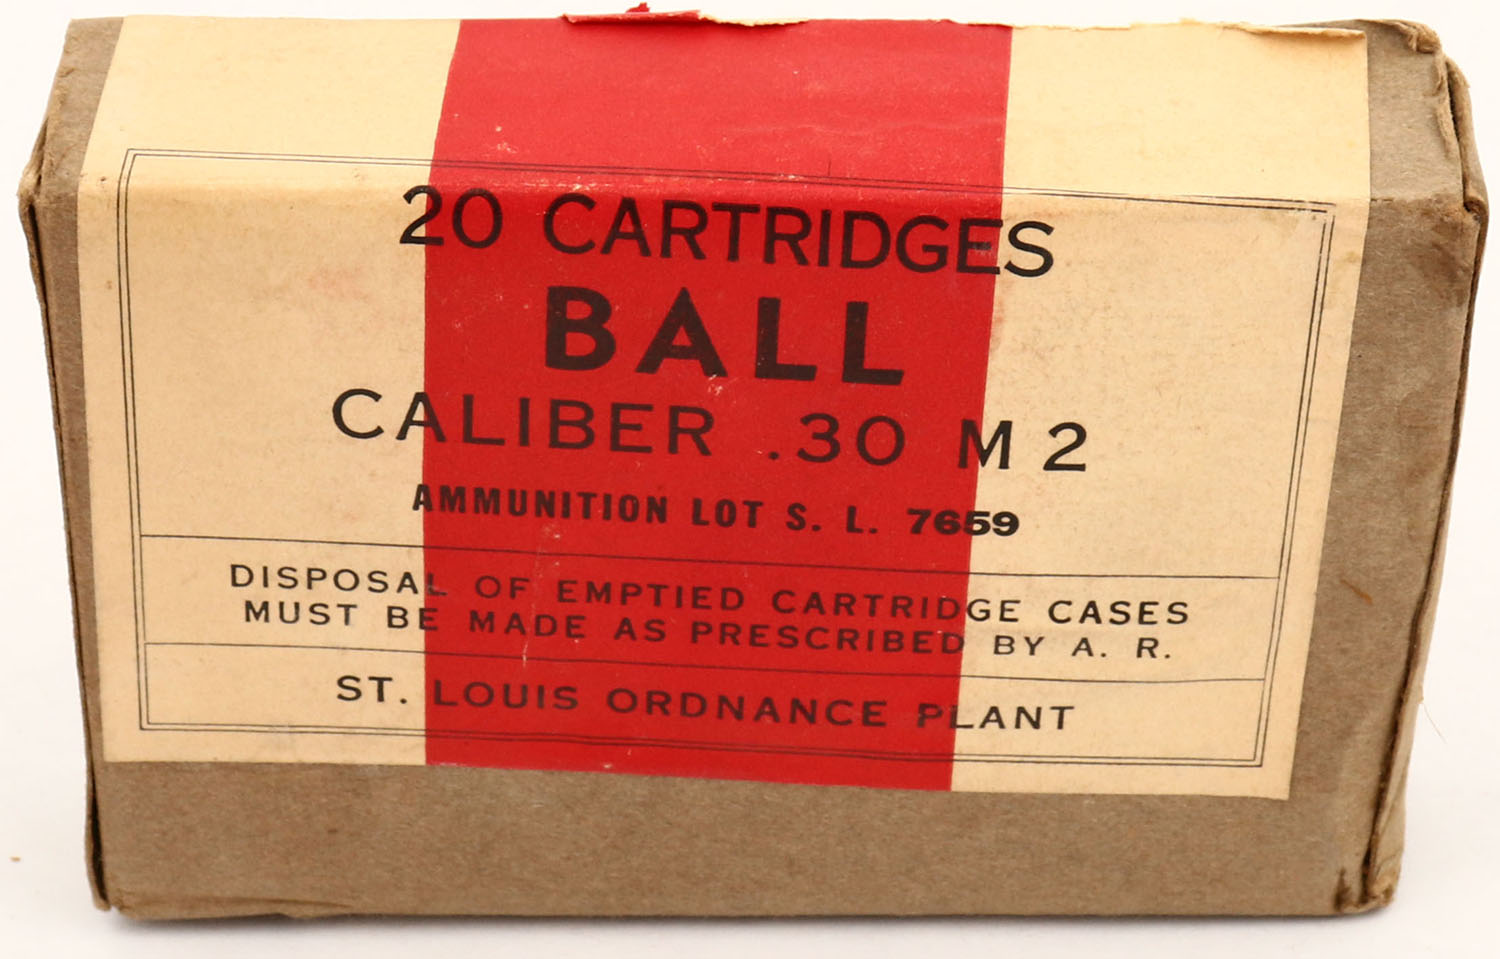 20 CARTRIDGES
BALL
CALIBER .30 M 2
AMMUNITION LOT S. L. 7659
DISPOSAL OF EMPTIED CARTRIDGE CASES
MUST BE MADE AS PRESCRIBED BY A. R.
ST. LOUIS ORDNANCE PLANT